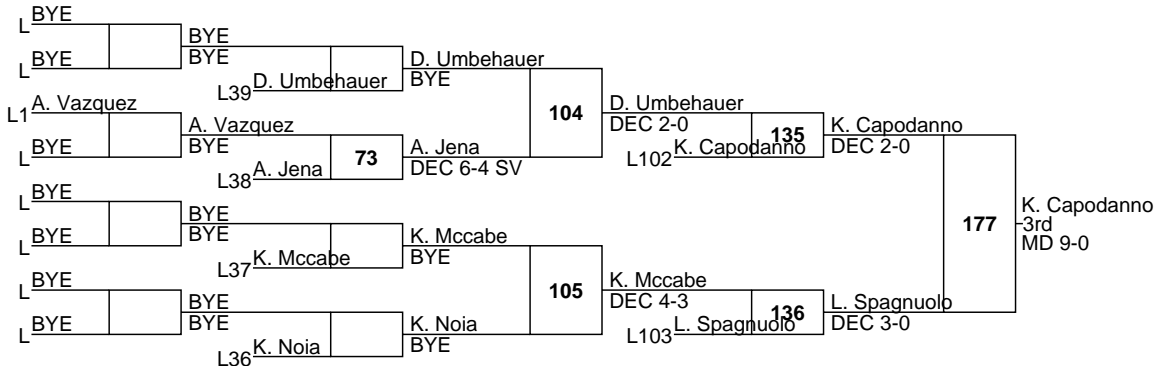 BYE
L
BYE
BYE
BYE
L
D. Umbehauer
D. Umbehauer
BYE
L39
104
D. Umbehauer
DEC 2-0
A. Vazquez
L1
A. Vazquez
BYE
BYE
L
73
A. Jena
DEC 6-4 SV
A. Jena
L38
135
K. Capodanno
L102
K. Capodanno
DEC 2-0
BYE
L
BYE
BYE
BYE
L
K. Mccabe
BYE
K. Mccabe
L37
177
K. Capodanno
3rd
MD 9-0
105
K. Mccabe
DEC 4-3
BYE
L
BYE
BYE
BYE
L
K. Noia
BYE
K. Noia
L36
136
L. Spagnuolo
L103
L. Spagnuolo
DEC 3-0